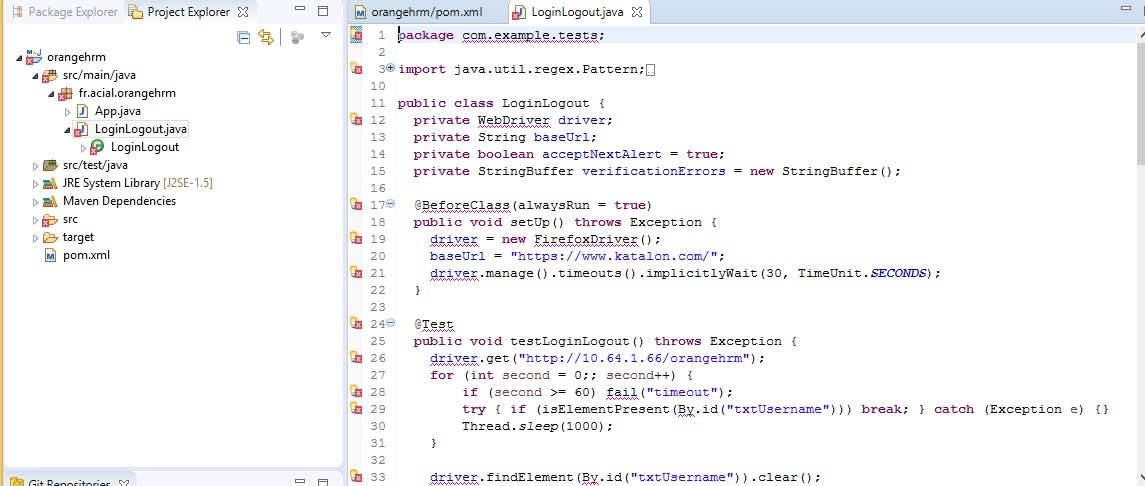 Package Explorer Project Explorer
orangehrm
src/main/java
fr.acial.orangehrm
App.java
LoginLogout.java
LoginLogout
src/test/java
JRE System Library [J2SE-1.5]
Maven Dependencies
src
target
pom.xml
Git Repositories
orangehrm/pom.xml LoginLogout.java
1 package com.example.tests;
2
3 import java.util.regex.Pattern;
10
11 public class LoginLogout {
12 private WebDriver driver;
13 private String baseUrl;
14 private boolean acceptNextAlert = true;
15 private StringBuffer verificationErrors = new StringBuffer();
16
17 @BeforeClass(alwaysRun = true)
18 public void setUp() throws Exception {
19 driver = new FirefoxDriver();
20 baseUrl = "https://www.katalon.com/";
21 driver.manage().timeouts().implicitlyWait(30, TimeUnit.SECONDS);
22 }
23
24 @Test
25 public void testLoginLogout() throws Exception {
26 driver.get("http://10.64.1.66/orangehrm");
27 for (int second = 0;; second++) {
28 if (second >= 60) fail("timeout");
29 try { if (isElementPresent(By.id("txtUsername"))) break; } catch (Exception e) {}
30 Thread.sleep(1000);
31 }
32
33 driver.findElement(By.id("txtUsername")).clear();